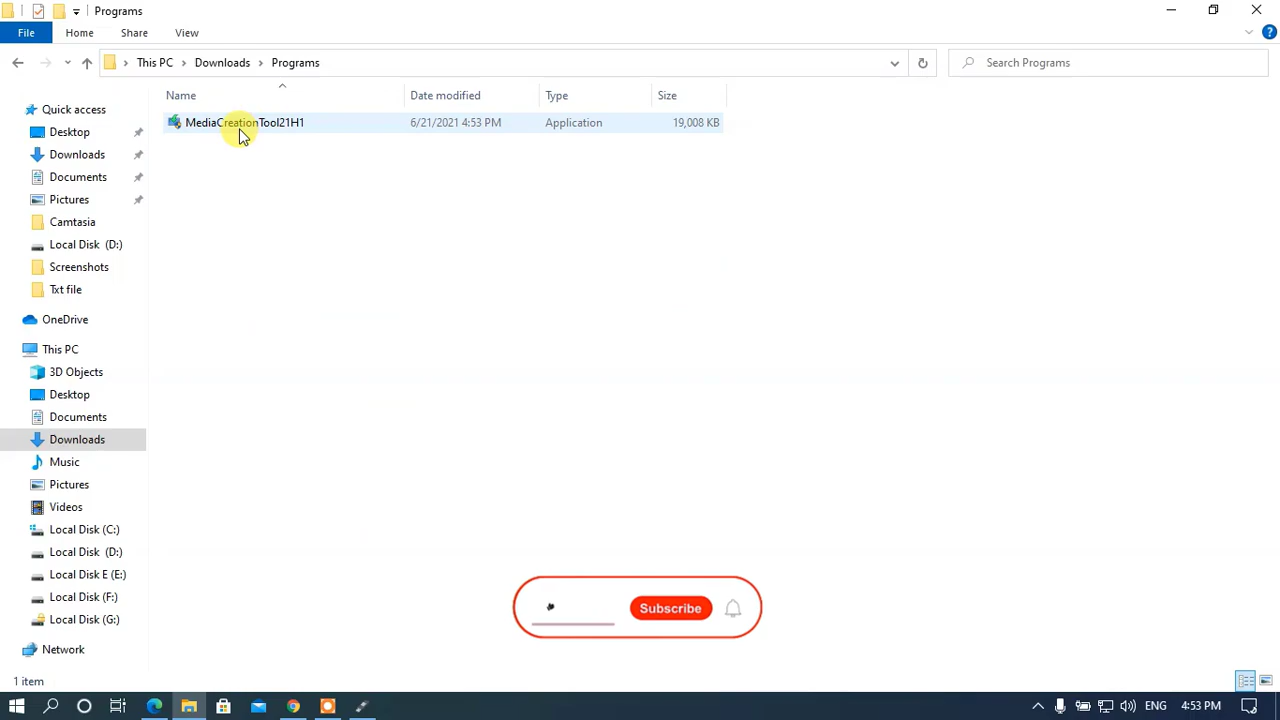 Programs
File Home Share View
This PC Downloads Programs Search Programs
Name Date modified Type Size
MediaCreationTool21H1 6/21/2021 4:53 PM Application 19,008 KB
Quick access
Desktop
Downloads
Documents
Pictures
Camtasia
Local Disk (D:)
Screenshots
Txt file
OneDrive
This PC
3D Objects
Desktop
Documents
Downloads
Music
Pictures
Videos
Local Disk (C:)
Local Disk (D:)
Local Disk E (E:)
Local Disk (F:)
Local Disk (G:)
Network
Subscribe
1 item
ENG 4:53 PM